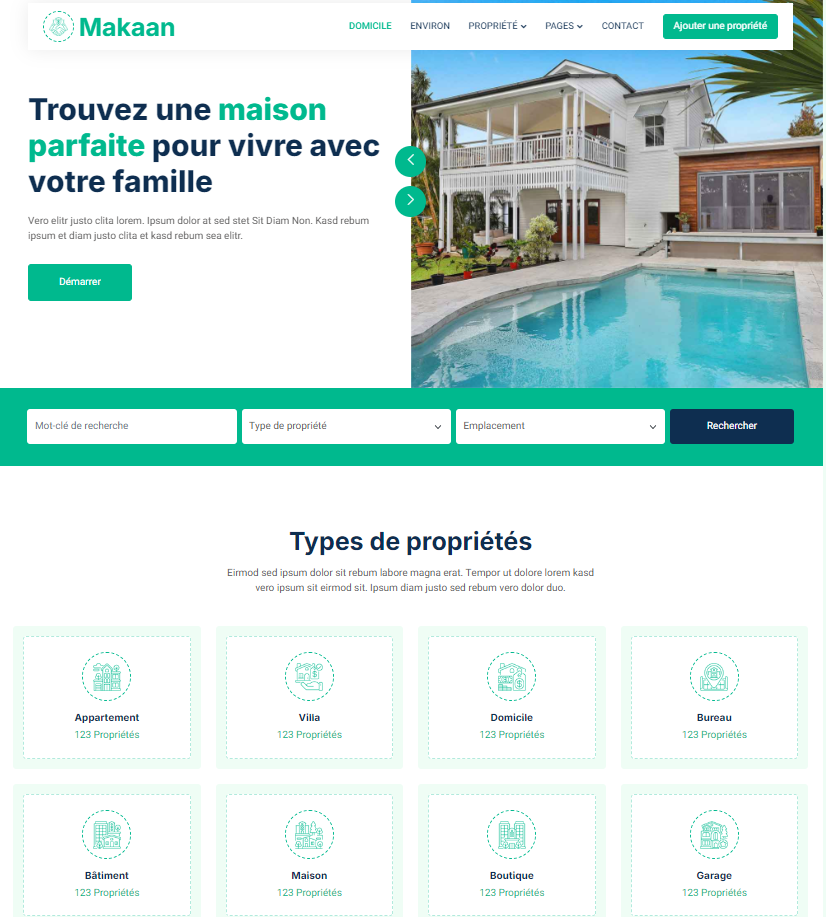 Makaan
DOMICILE
ENVIRON
PROPRIÉTÉ
PAGES
CONTACT
Ajouter une propriété
Trouvez une maison
parfaite pour vivre avec
votre famille
Vero elitr justo clita lorem. Ipsum dolor at sed stet Sit Diam Non. Kasd rebum
ipsum et diam justo clita et kasd rebum sea elitr.
Démarrer
Mot-clé de recherche
Type de propriété
Emplacement
Rechercher
Types de propriétés
Eirmod sed ipsum dolor sit rebum labore magna erat. Tempor ut dolore lorem kasd
vero ipsum sit eirmod sit. Ipsum diam justo sed rebum vero dolor duo.
Appartement
123 Propriétés
Villa
123 Propriétés
Domicile
123 Propriétés
Bureau
123 Propriétés
Bâtiment
123 Propriétés
Maison
123 Propriétés
Boutique
123 Propriétés
Garage
123 Propriétés